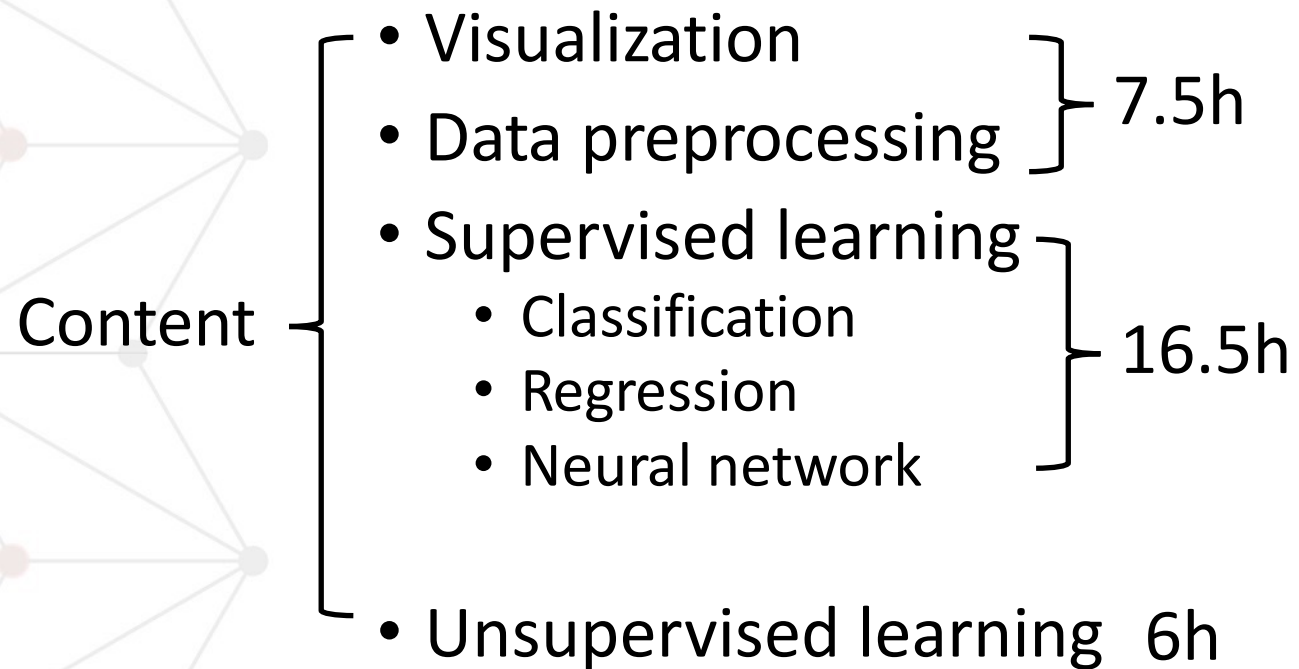 Content
• Visualization
• Data preprocessing
7.5h
• Supervised learning
• Classification
• Regression
• Neural network
16.5h
• Unsupervised learning 6h